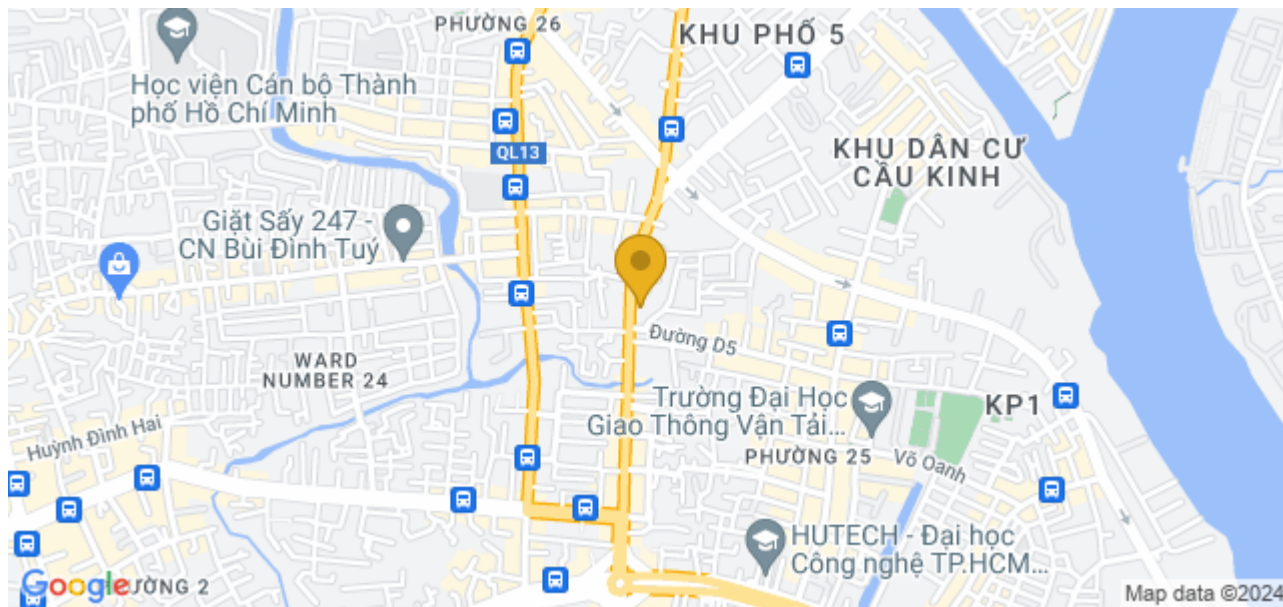 PHƯỜNG 26
KHU PHỐ 5
Học viện Cán bộ Thành
phố Hồ Chí Minh
QL13
KHU DÂN CƯ
CẦU KINH
Giặt Sấy 247 -
CN Bùi Đình Tuý
Đường D5
WARD
NUMBER 24
Trường Đại Học
Giao Thông Vận Tải...
KP1
Huỳnh Đình Hai
PHƯỜNG 25
Võ Oanh
HUTECH - Đại học
Công nghệ TP.HCM...
Google
ƯỜNG 2
Map data ©2024